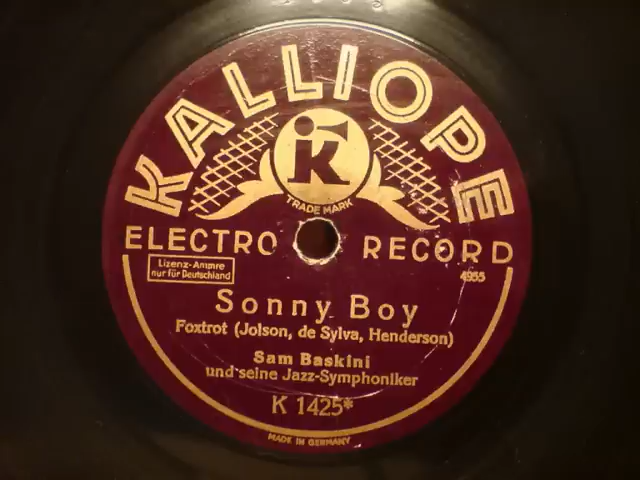 KALLIOPE
K
TRADE MARK
ELECTRO RECORD
Lizenz-Ammre
nur für Deutschland
4955
Sonny Boy
Foxtrot (Jolson, de Sylva, Henderson)
Sam Baskini
und seine Jazz-Symphoniker
K 1425*
MADE IN GERMANY